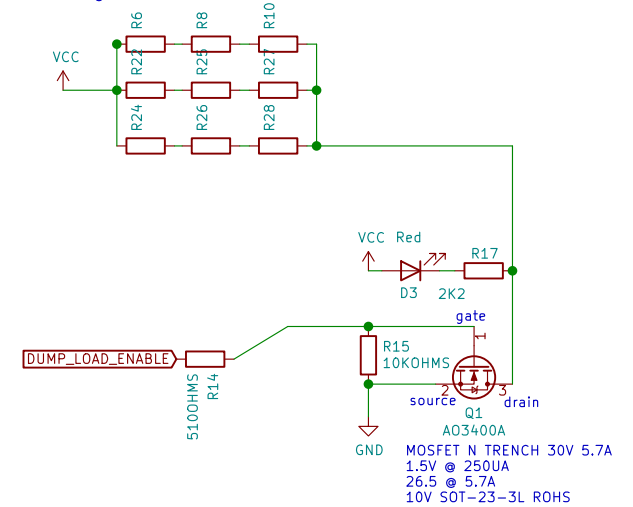 R6
R8
R10
VCC
R22
R25
R27
R24
R26
R28
VCC
Red
R17
D3
2K2
gate
1
DUMP_LOAD_ENABLE
R15
10KOHMS
510OHMS
R14
2
3
source
drain
Q1
AO3400A
GND
MOSFET N TRENCH 30V 5.7A
1.5V @ 250UA
26.5 @ 5.7A
10V SOT-23-3L ROHS